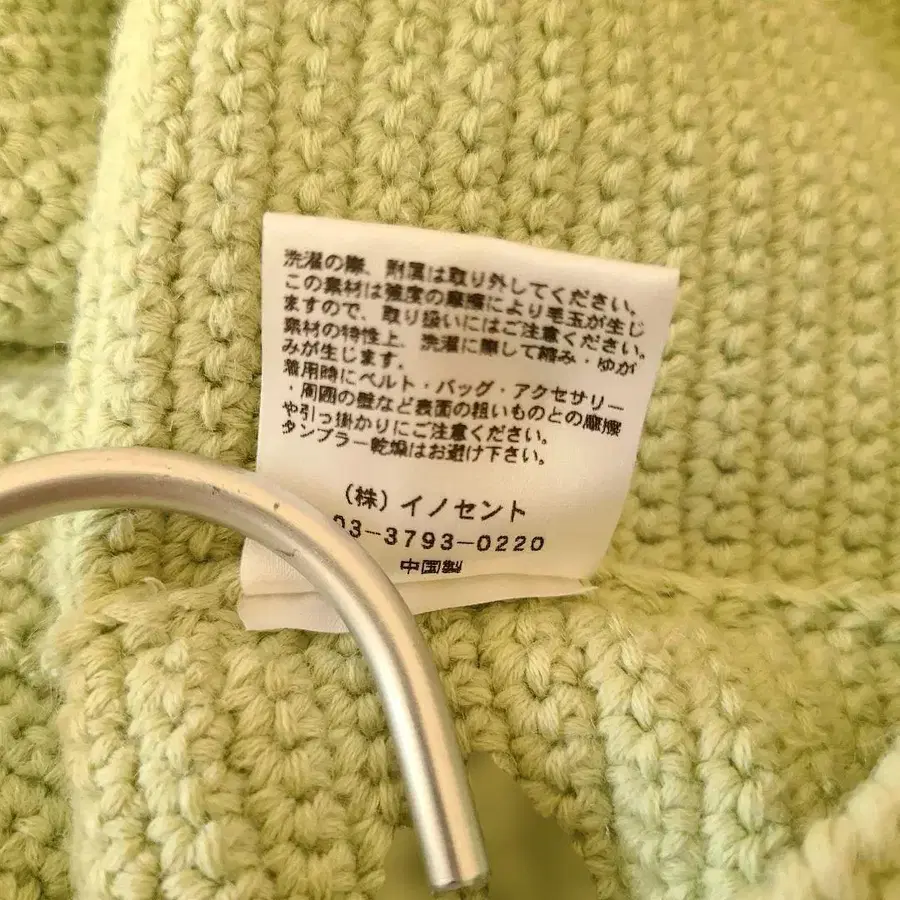 洗濯の際、附属は取り外してください。
この素材は強度の摩擦により毛玉が生じ
ますので、取り扱いにはご注意ください。
素材の特性上、洗濯に際して縮み・ゆが
みが生じます。
着用時にベルト・バッグ・アクセサリー
・周囲の壁など表面の粗いものとの摩擦
や引っ掛かりにご注意ください。
タンブラー乾燥はお避け下さい。
(株)イノセント
03-3793-0220
中国製